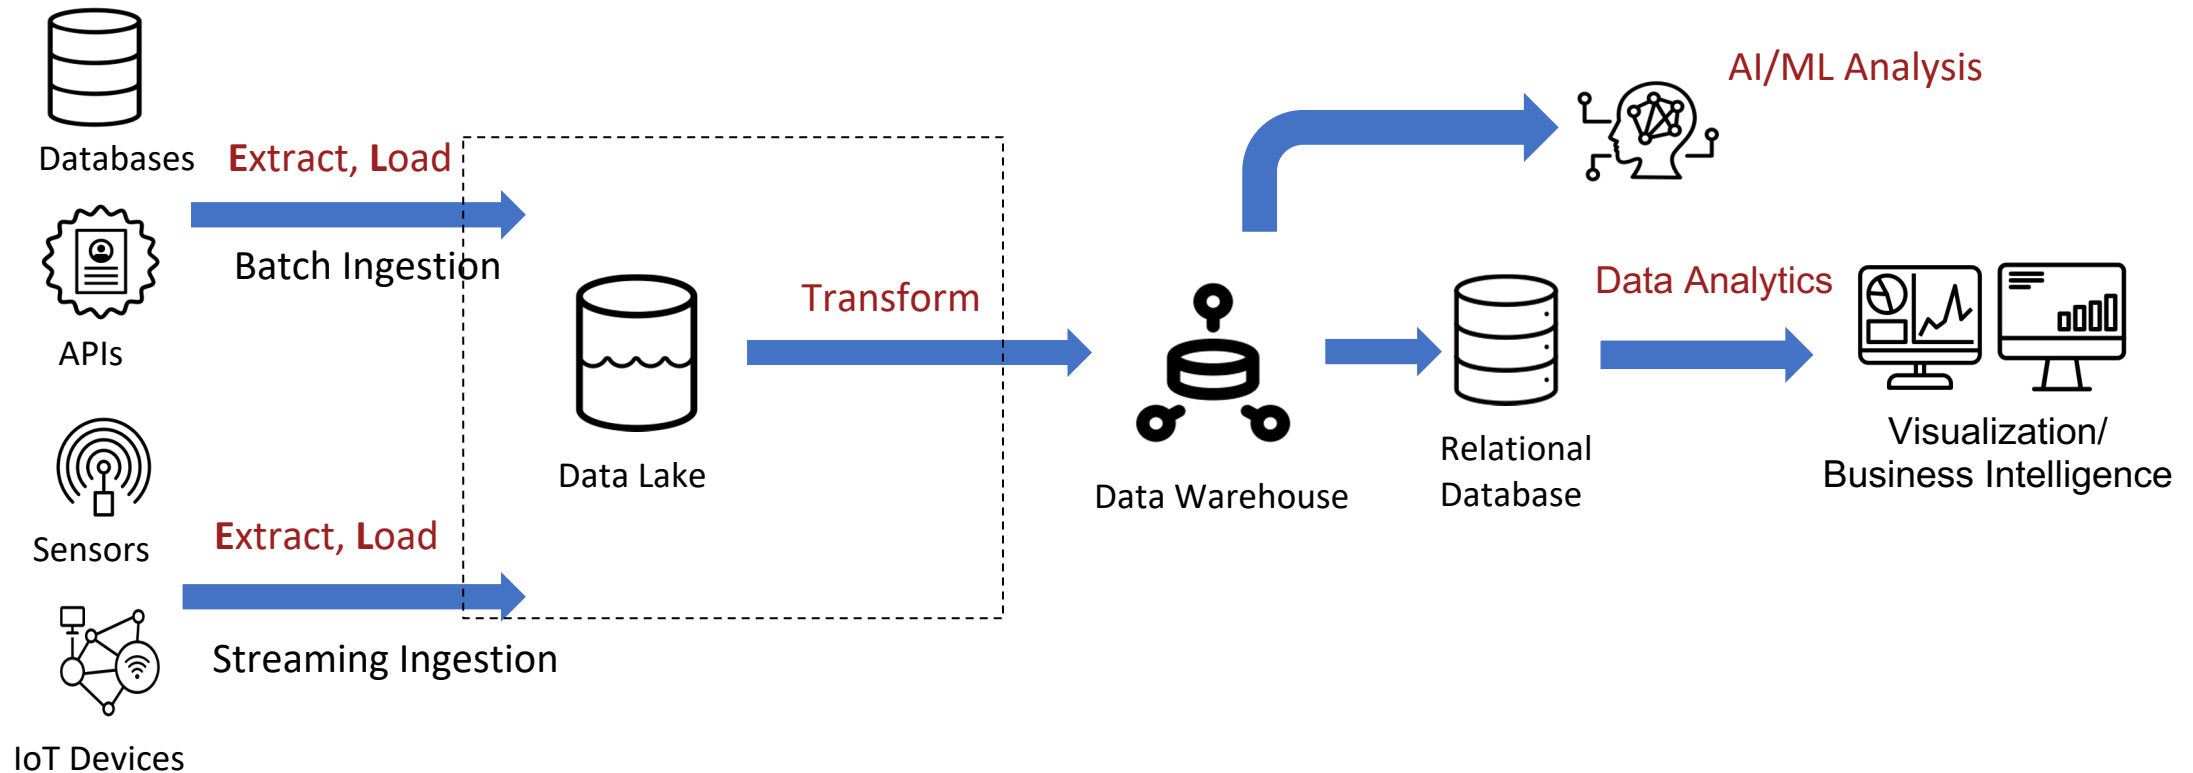 Databases
Extract, Load
Batch Ingestion
APIs
Sensors
Extract, Load
Streaming Ingestion
IoT Devices
Data Lake
Transform
Data Warehouse
AI/ML Analysis
Relational
Database
Data Analytics
Visualization/
Business Intelligence